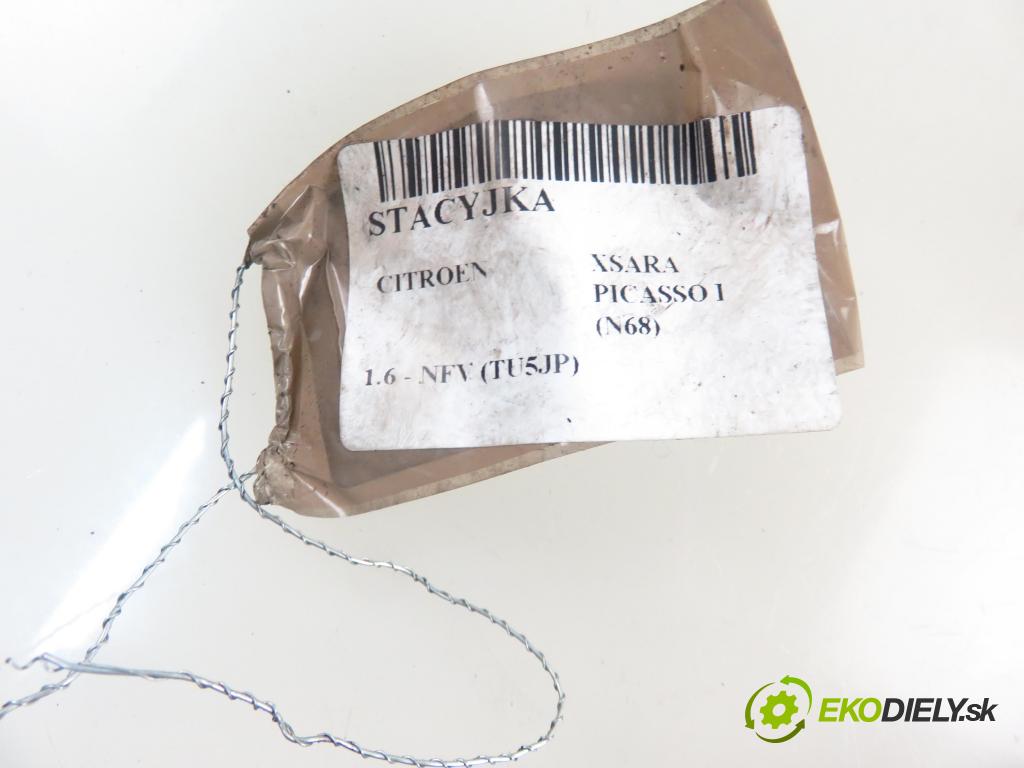 STACYJKA
CITROEN
XSARA
PICASSO I
(N68)
1.6 - NFV (TU5JP)
EKODIELY.sk